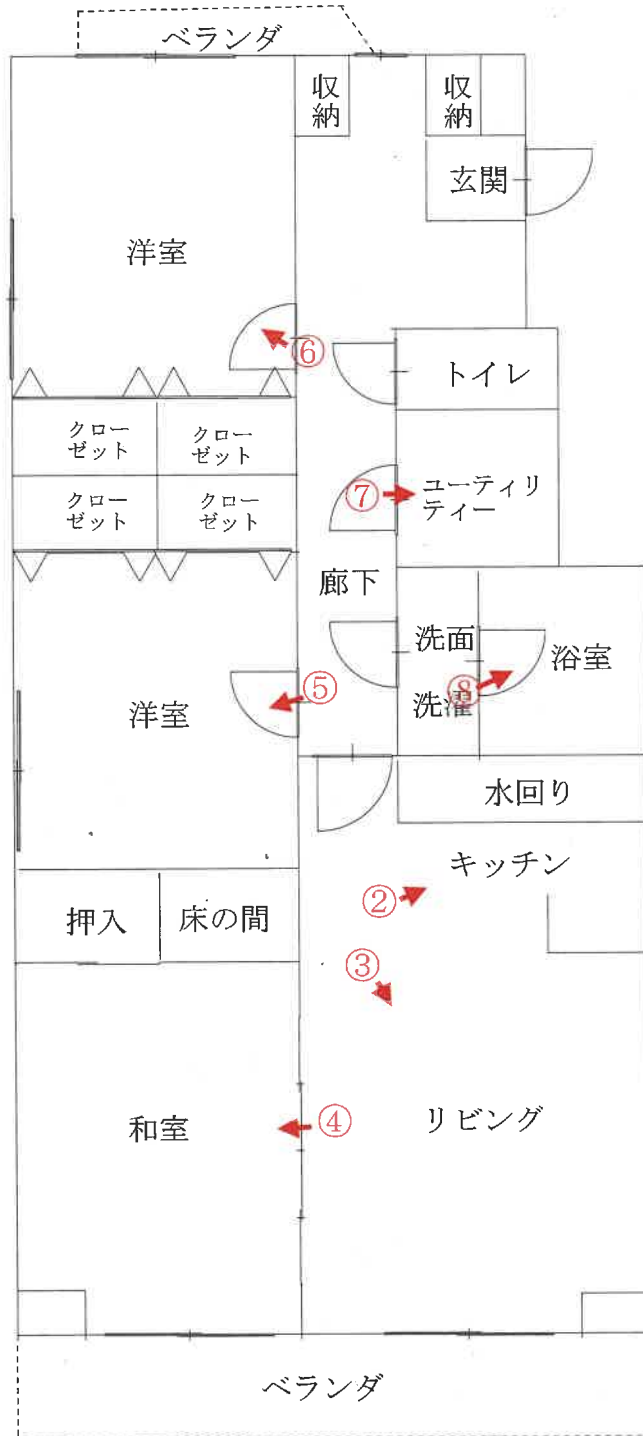 ベランダ
収納
収納
玄関
洋室
⑥
トイレ
クローゼット
クローゼット
クローゼット
クローゼット
⑦
ユーティリ
ティー
廊下
洗面
洗濯
⑧
浴室
⑤
洋室
水回り
キッチン
②
押入
床の間
③
和室
④
リビング
ベランダ